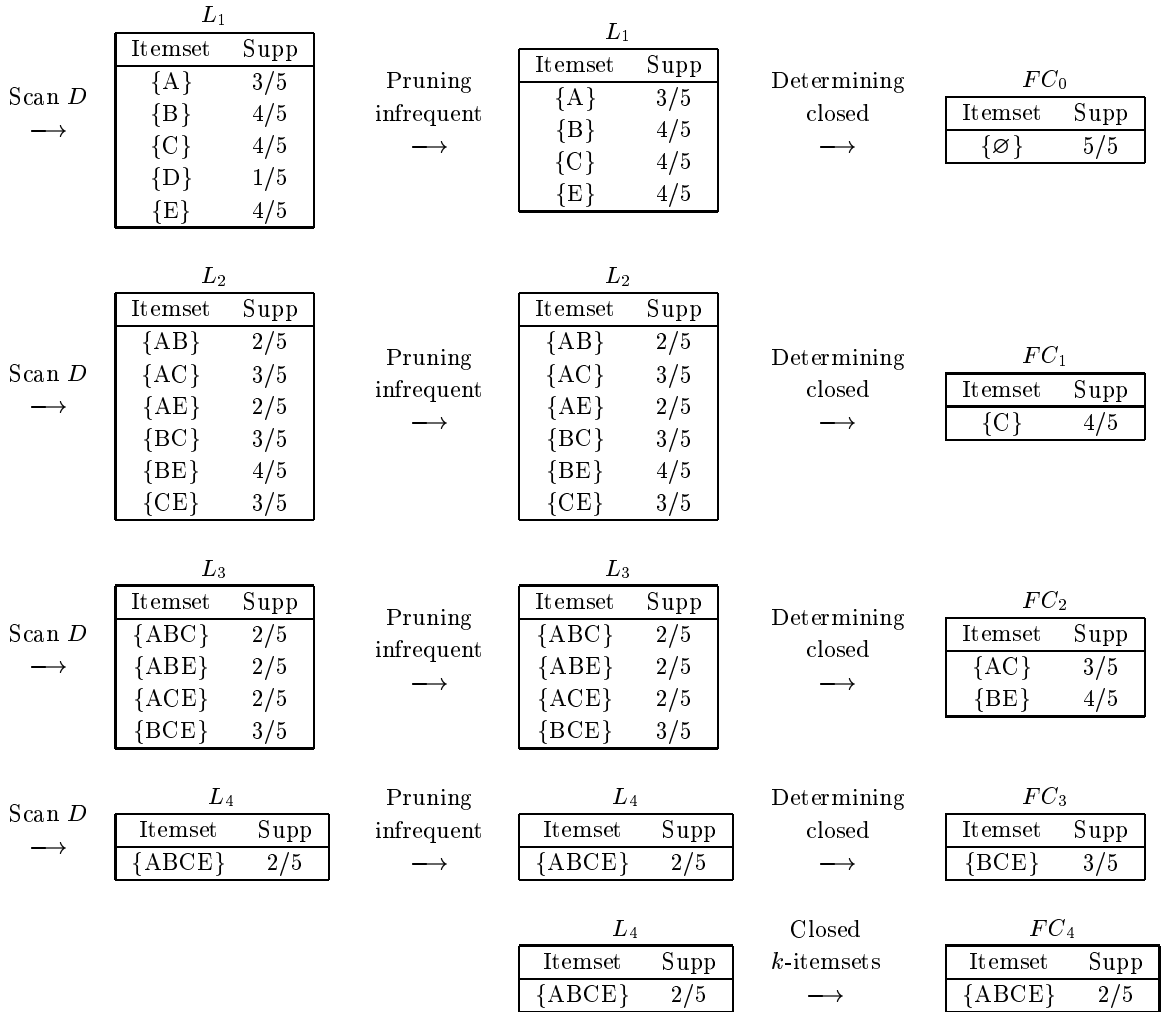 L1
Itemset Supp
{A} 3/5
{B} 4/5
{C} 4/5
{D} 1/5
{E} 4/5
Scan D
⟶
Pruning
infrequent
⟶
L1
Itemset Supp
{A} 3/5
{B} 4/5
{C} 4/5
{E} 4/5
Determining
closed
⟶
FC0
Itemset Supp
{∅} 5/5
Scan D
⟶
L2
Itemset Supp
{AB} 2/5
{AC} 3/5
{AE} 2/5
{BC} 3/5
{BE} 4/5
{CE} 3/5
Pruning
infrequent
⟶
L2
Itemset Supp
{AB} 2/5
{AC} 3/5
{AE} 2/5
{BC} 3/5
{BE} 4/5
{CE} 3/5
Determining
closed
⟶
FC1
Itemset Supp
{C} 4/5
Scan D
⟶
L3
Itemset Supp
{ABC} 2/5
{ABE} 2/5
{ACE} 2/5
{BCE} 3/5
Pruning
infrequent
⟶
L3
Itemset Supp
{ABC} 2/5
{ABE} 2/5
{ACE} 2/5
{BCE} 3/5
Determining
closed
⟶
FC2
Itemset Supp
{AC} 3/5
{BE} 4/5
Scan D
⟶
L4
Itemset Supp
{ABCE} 2/5
Pruning
infrequent
⟶
L4
Itemset Supp
{ABCE} 2/5
Determining
closed
⟶
FC3
Itemset Supp
{BCE} 3/5
L4
Itemset Supp
{ABCE} 2/5
Closed
k-itemsets
⟶
FC4
Itemset Supp
{ABCE} 2/5